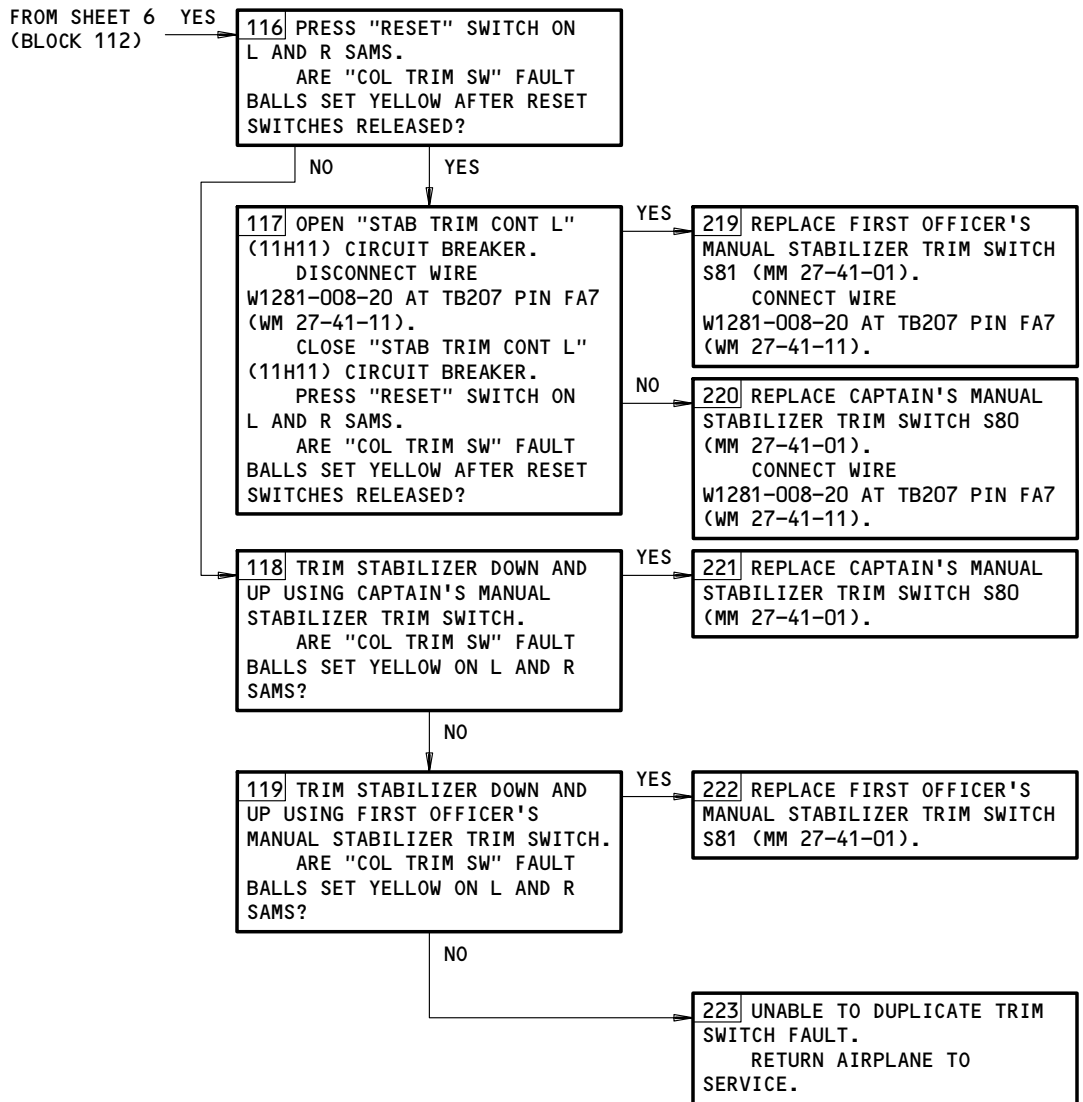 FROM SHEET 6 YES
(BLOCK 112)
116 PRESS "RESET" SWITCH ON
L AND R SAMS.
ARE "COL TRIM SW" FAULT
BALLS SET YELLOW AFTER RESET
SWITCHES RELEASED?
NO
YES
117 OPEN "STAB TRIM CONT L"
(11H11) CIRCUIT BREAKER.
DISCONNECT WIRE
W1281-008-20 AT TB207 PIN FA7
(WM 27-41-11).
CLOSE "STAB TRIM CONT L"
(11H11) CIRCUIT BREAKER.
PRESS "RESET" SWITCH ON
L AND R SAMS.
ARE "COL TRIM SW" FAULT
BALLS SET YELLOW AFTER RESET
SWITCHES RELEASED?
YES
219 REPLACE FIRST OFFICER'S
MANUAL STABILIZER TRIM SWITCH
S81 (MM 27-41-01).
CONNECT WIRE
W1281-008-20 AT TB207 PIN FA7
(WM 27-41-11).
NO
220 REPLACE CAPTAIN'S MANUAL
STABILIZER TRIM SWITCH S80
(MM 27-41-01).
CONNECT WIRE
W1281-008-20 AT TB207 PIN FA7
(WM 27-41-11).
118 TRIM STABILIZER DOWN AND
UP USING CAPTAIN'S MANUAL
STABILIZER TRIM SWITCH.
ARE "COL TRIM SW" FAULT
BALLS SET YELLOW ON L AND R
SAMS?
YES
221 REPLACE CAPTAIN'S MANUAL
STABILIZER TRIM SWITCH S80
(MM 27-41-01).
NO
119 TRIM STABILIZER DOWN AND
UP USING FIRST OFFICER'S
MANUAL STABILIZER TRIM SWITCH.
ARE "COL TRIM SW" FAULT
BALLS SET YELLOW ON L AND R
SAMS?
YES
222 REPLACE FIRST OFFICER'S
MANUAL STABILIZER TRIM SWITCH
S81 (MM 27-41-01).
NO
223 UNABLE TO DUPLICATE TRIM
SWITCH FAULT.
RETURN AIRPLANE TO
SERVICE.